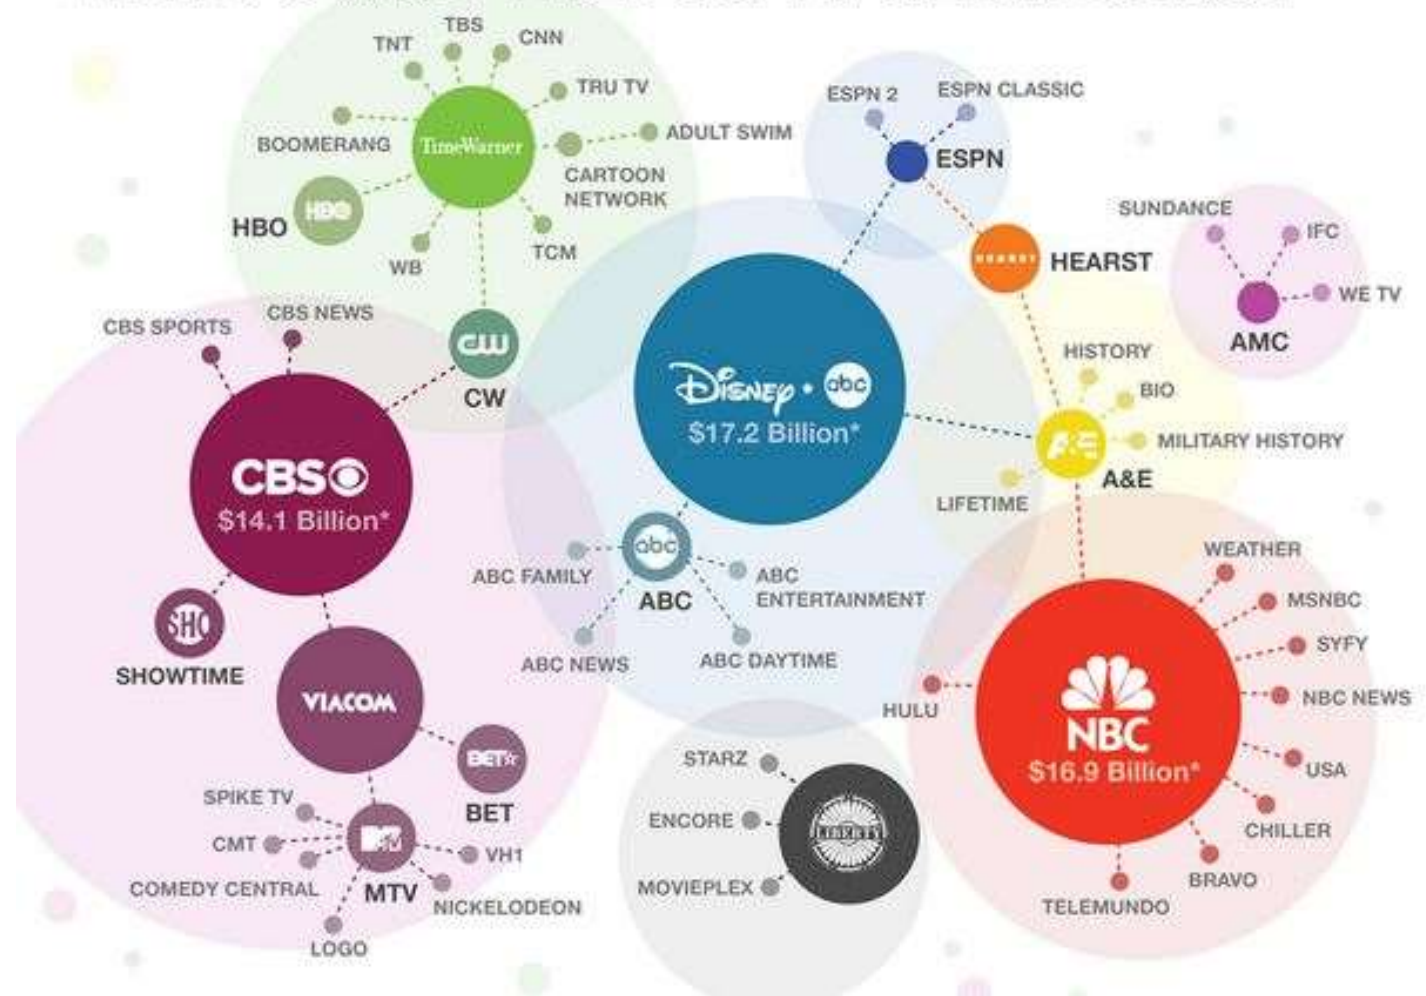 TBS
TNT
CNN
TRU TV
BOOMERANG
TimeWarner
ADULT SWIM
CARTOON
NETWORK
HBO
HBO
WB
TCM
ESPN 2
ESPN CLASSIC
ESPN
HEARST
HEARST
SUNDANCE
IFC
WE TV
AMC
CBS SPORTS
CBS NEWS
CW
CW
Disney • abc
$17.2 Billion*
HISTORY
BIO
MILITARY HISTORY
A&E
A&E
LIFETIME
CBS
$14.1 Billion*
abc
ABC FAMILY
ABC
ENTERTAINMENT
ABC
ABC NEWS
ABC DAYTIME
SHO
SHOWTIME
VIACOM
BET
BET
SPIKE TV
CMT
COMEDY CENTRAL
MTV
MTV
VH1
NICKELODEON
LOGO
STARZ
ENCORE
LIBERTY
MOVIEPLEX
WEATHER
MSNBC
SYFY
NBC NEWS
HULU
NBC
$16.9 Billion*
USA
CHILLER
BRAVO
TELEMUNDO